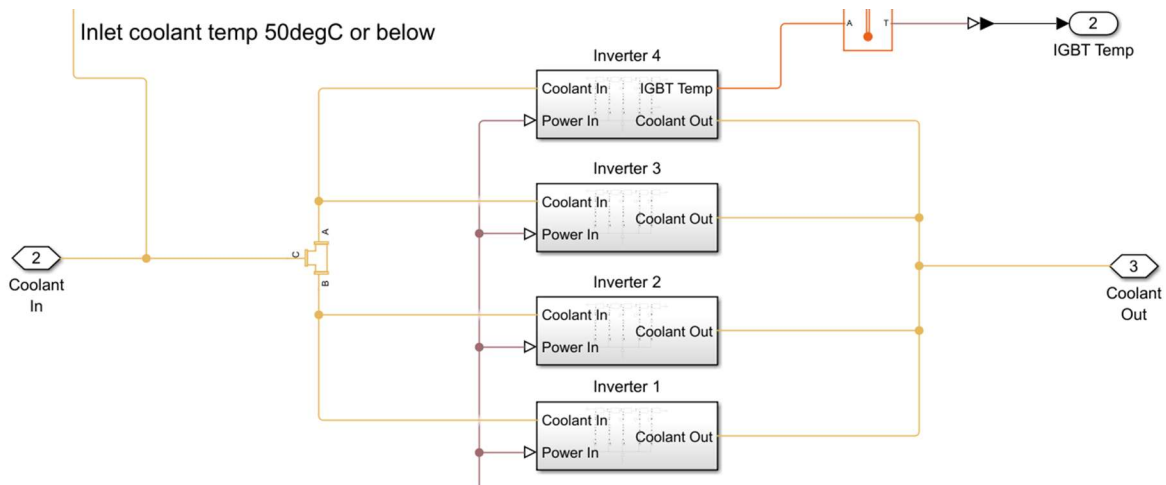 Inlet coolant temp 50degC or below
A
T
2
IGBT Temp
Inverter 4
Coolant In
IGBT Temp
Power In
Coolant Out
Inverter 3
Coolant In
Coolant Out
Power In
A
C
B
2
Coolant
In
Inverter 2
Coolant In
Coolant Out
Power In
3
Coolant
Out
Inverter 1
Coolant In
Coolant Out
Power In